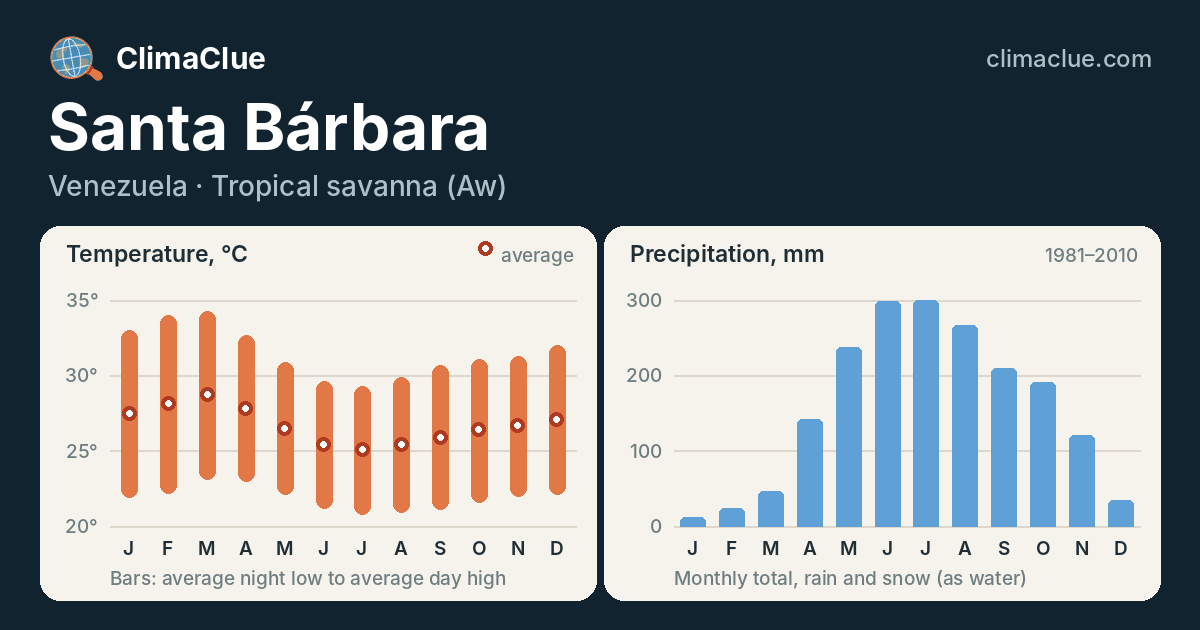 ClimaClue
climaclue.com
Santa Bárbara
Venezuela · Tropical savanna (Aw)
Temperature, °C
average
35°
30°
25°
20°
J F M A M J J A S O N D
Bars: average night low to average day high
Precipitation, mm
1981–2010
300
200
100
0
J F M A M J J A S O N D
Monthly total, rain and snow (as water)